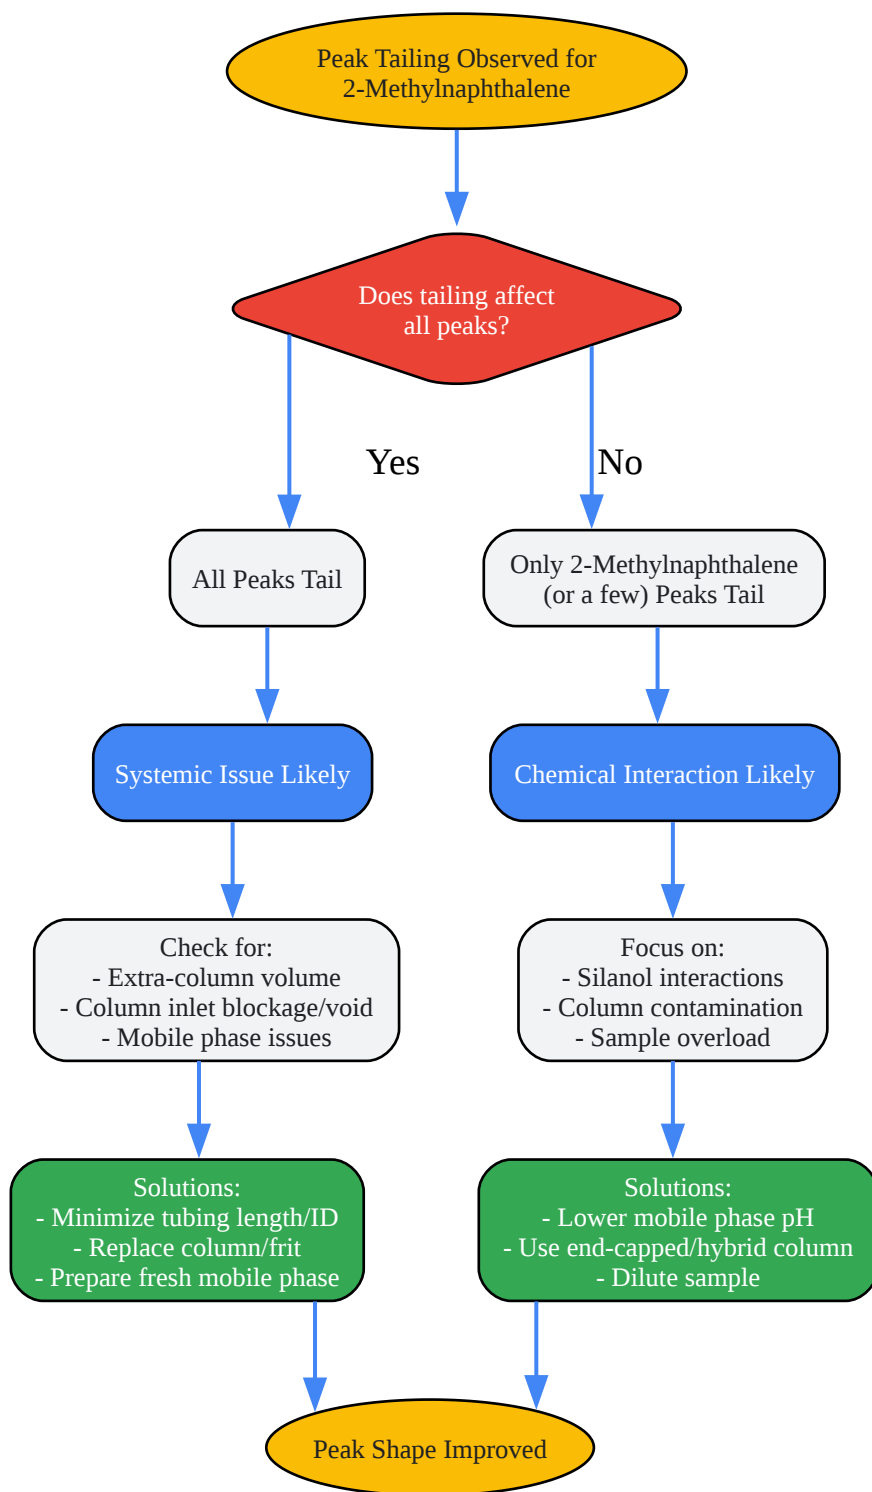 Peak Tailing Observed for
2-Methylnaphthalene
Does tailing affect
all peaks?
Yes
No
All Peaks Tail
Only 2-Methylnaphthalene
(or a few) Peaks Tail
Systemic Issue Likely
Chemical Interaction Likely
Check for:
- Extra-column volume
- Column inlet blockage/void
- Mobile phase issues
Focus on:
- Silanol interactions
- Column contamination
- Sample overload
Solutions:
- Minimize tubing length/ID
- Replace column/frit
- Prepare fresh mobile phase
Solutions:
- Lower mobile phase pH
- Use end-capped/hybrid column
- Dilute sample
Peak Shape Improved